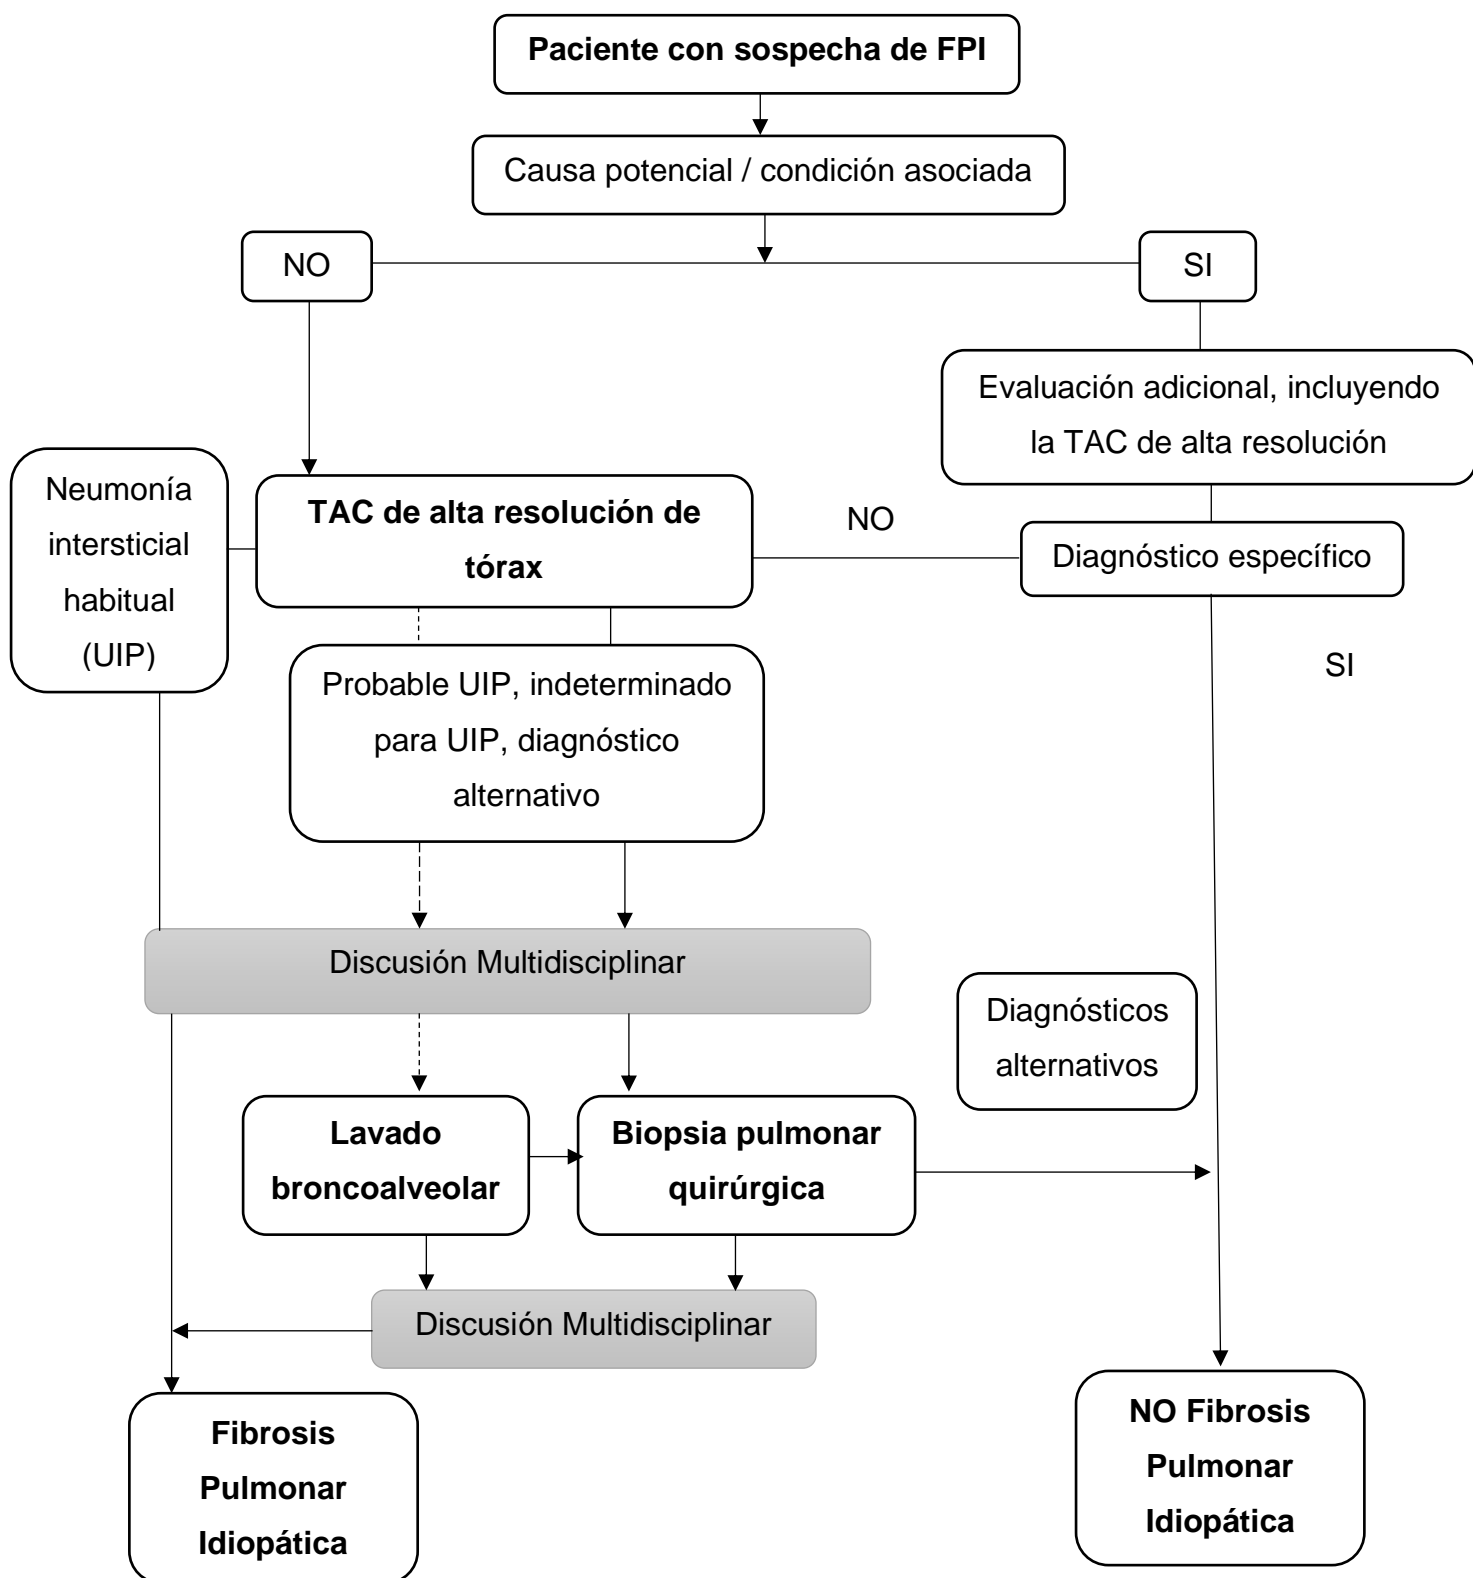 Paciente con sospecha de FPI
Causa potencial / condición asociada
NO
SI
Evaluación adicional, incluyendo
la TAC de alta resolución
Neumonía
intersticial
habitual
(UIP)
TAC de alta resolución de
tórax
NO
Diagnóstico específico
SI
Probable UIP, indeterminado
para UIP, diagnóstico
alternativo
Discusión Multidisciplinar
Diagnósticos
alternativos
Lavado
broncoalveolar
Biopsia pulmonar
quirúrgica
Discusión Multidisciplinar
Fibrosis
Pulmonar
Idiopática
NO Fibrosis
Pulmonar
Idiopática